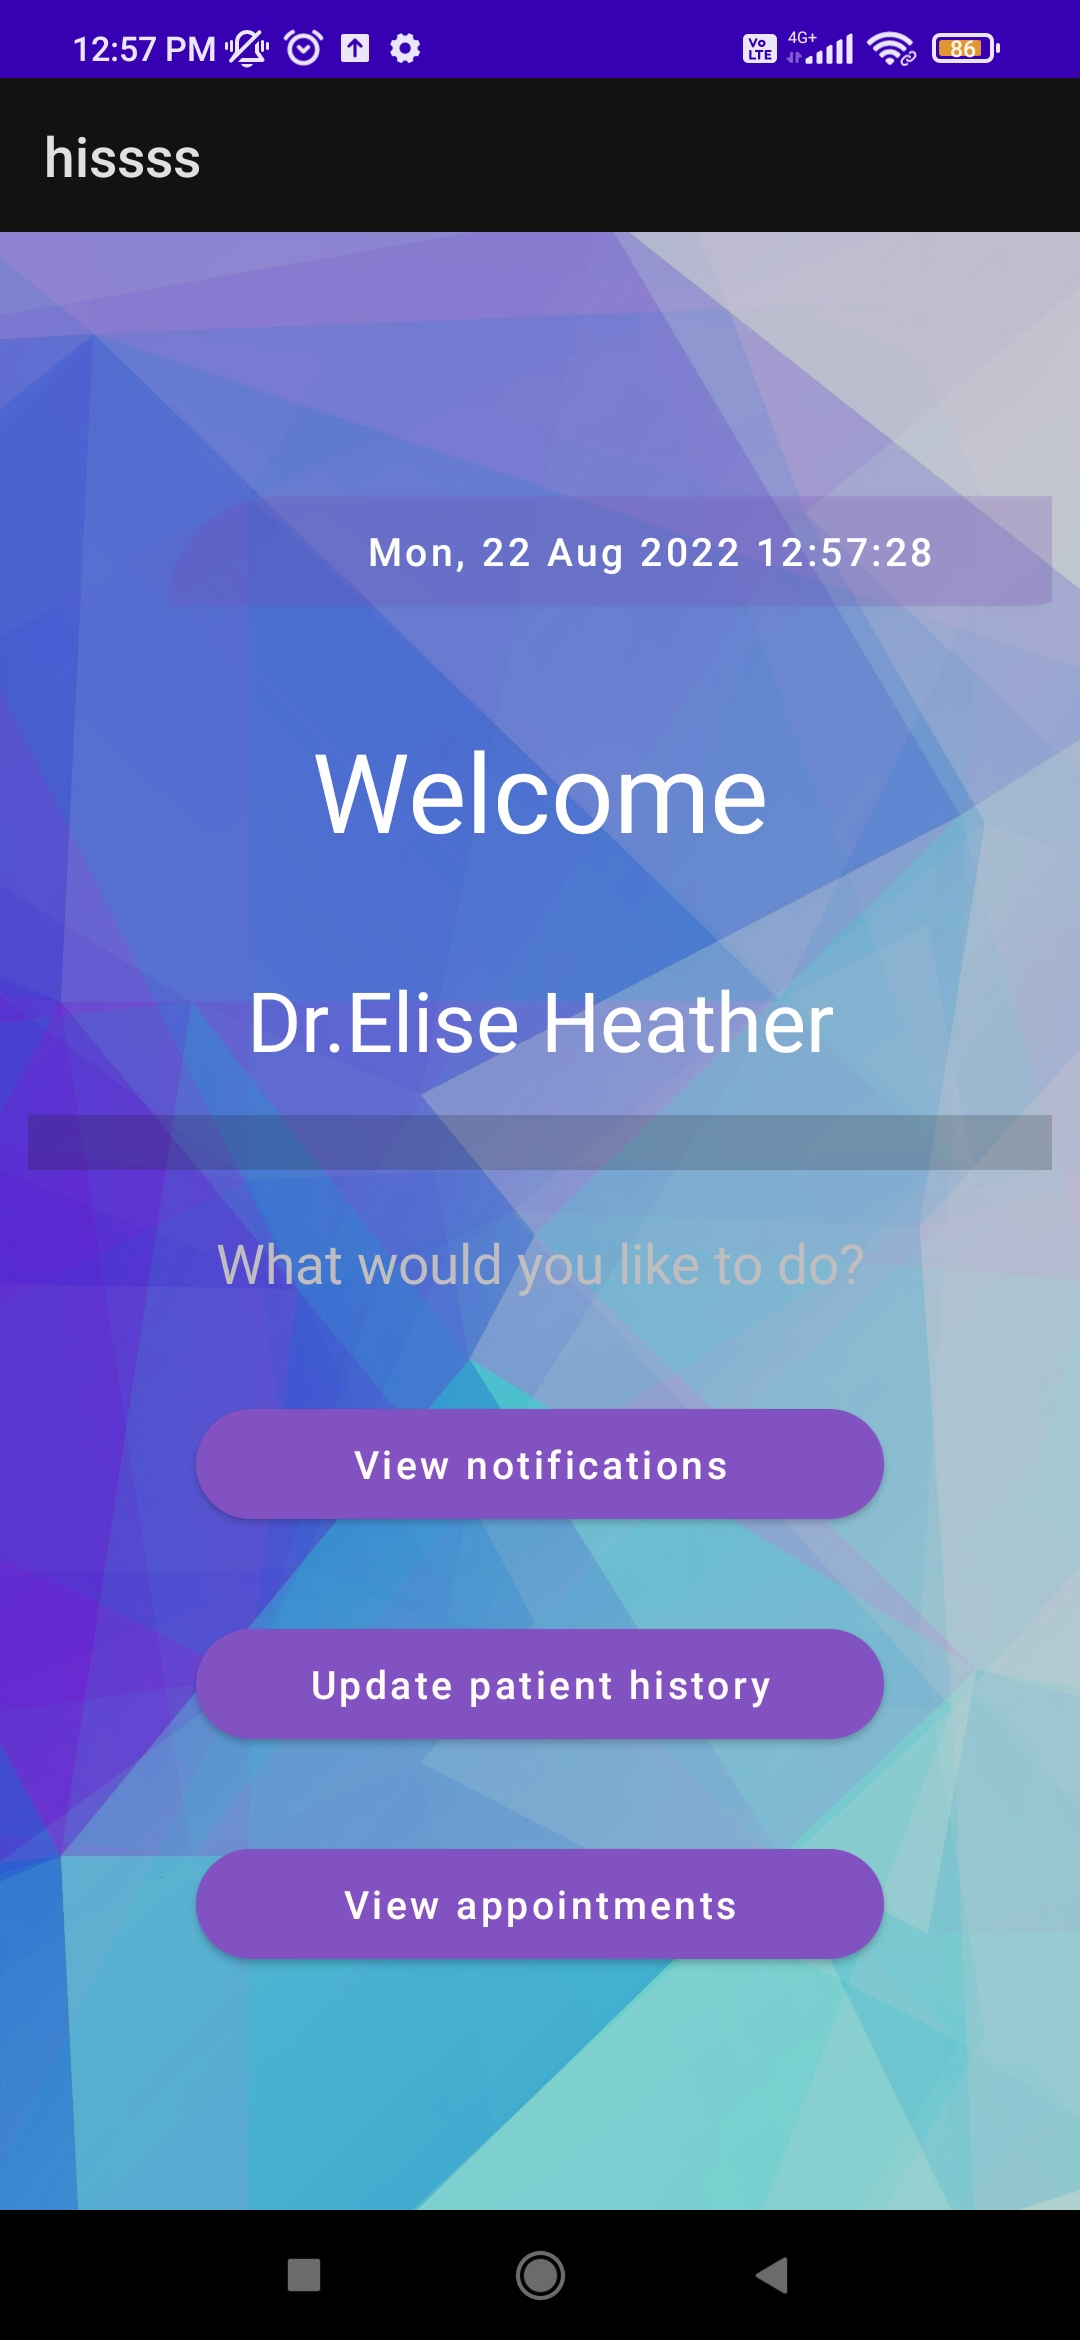 12:57 PM Vo LTE 4G+ 86
hissss
Mon, 22 Aug 2022 12:57:28
Welcome
Dr.Elise Heather
What would you like to do?
View notifications
Update patient history
View appointments